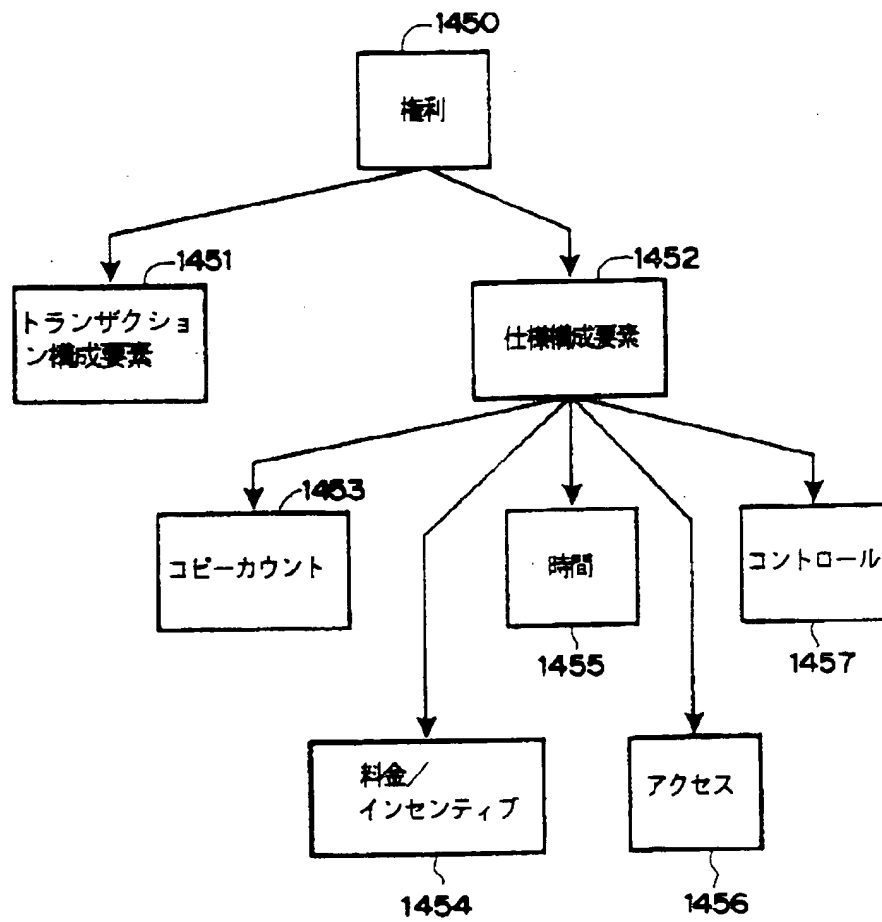 1450
権利
1451
トランザクショ
ン構成要素
1452
仕様構成要素
1453
コピーカウント
時間
1455
コントロール
1457
料金/
インセンティブ
1454
アクセス
1456